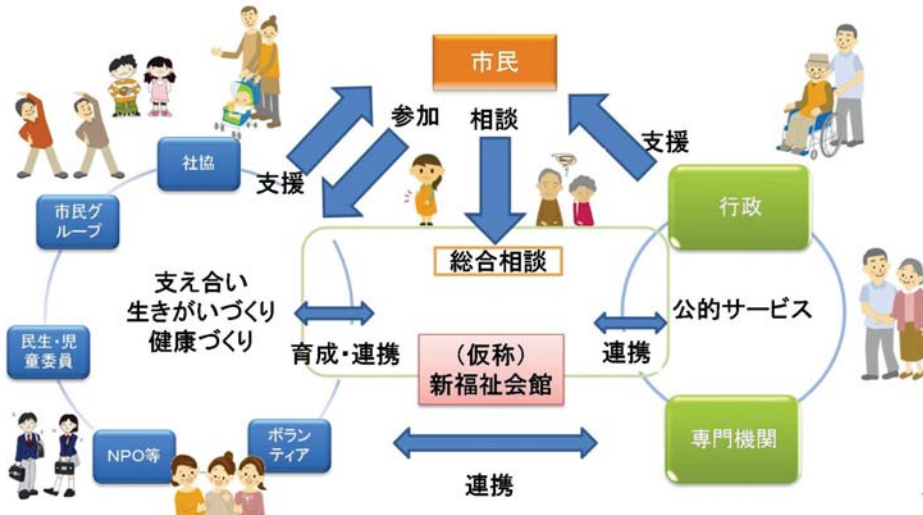 市民
参加
相談
支援
支援
社協
市民グ
ループ
行政
総合相談
支え合い
生きがいづくり
健康づくり
公的サービス
民生・児
童委員
育成・連携
(仮称)
新福祉会館
連携
NPO等
ボラン
ティア
専門機関
連携